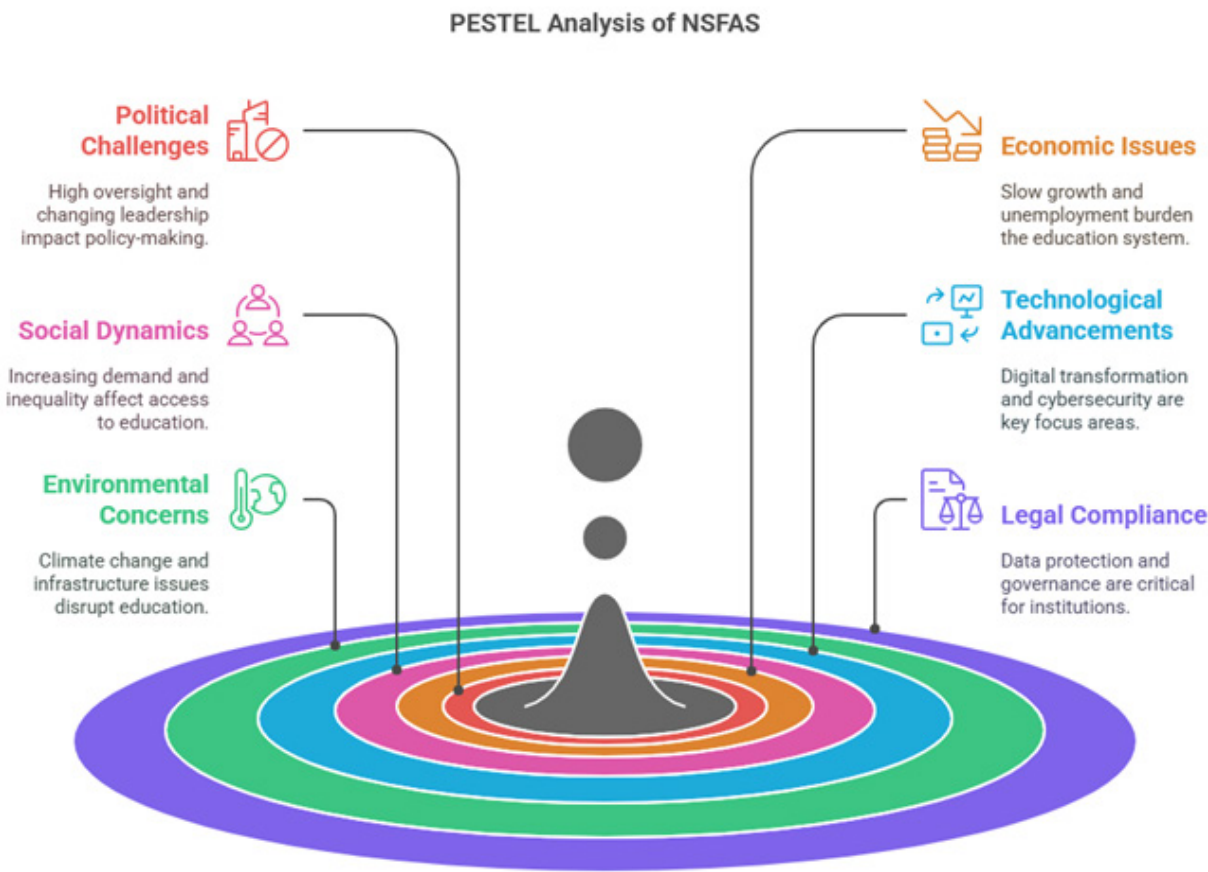 PESTEL Analysis of NSFAS
Political
Challenges
High oversight and
changing leadership
impact policy-making.
Economic Issues
Slow growth and
unemployment burden
the education system.
Social Dynamics
Increasing demand and
inequality affect access
to education.
Technological
Advancements
Digital transformation
and cybersecurity are
key focus areas.
Environmental
Concerns
Climate change and
infrastructure issues
disrupt education.
Legal Compliance
Data protection and
governance are critical
for institutions.